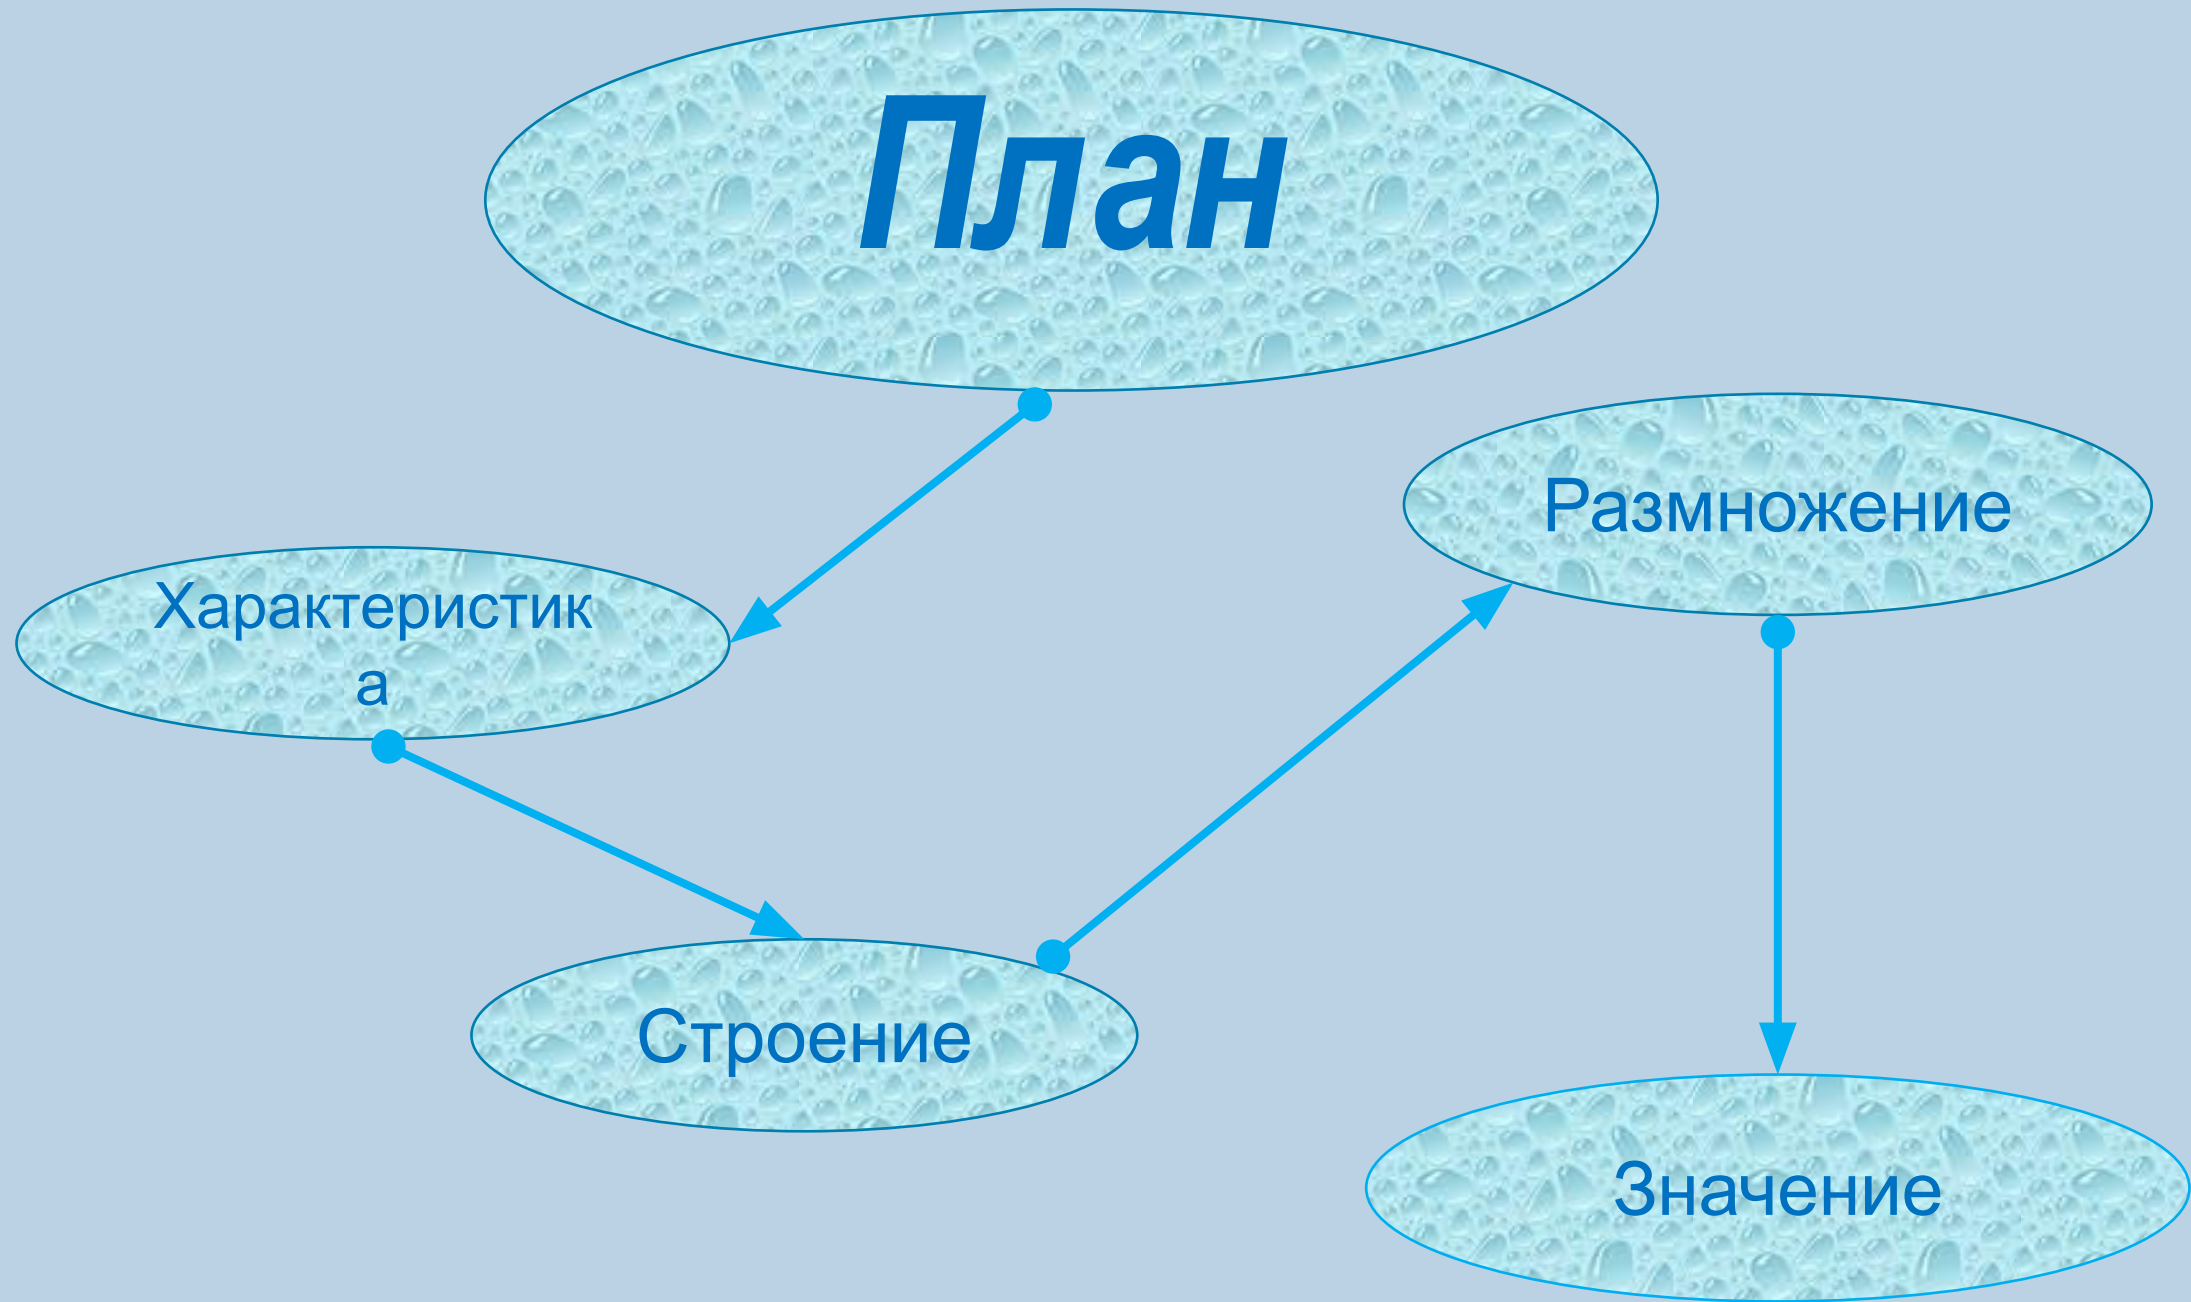 План
Характеристик
а
Строение
Размножение
Значение